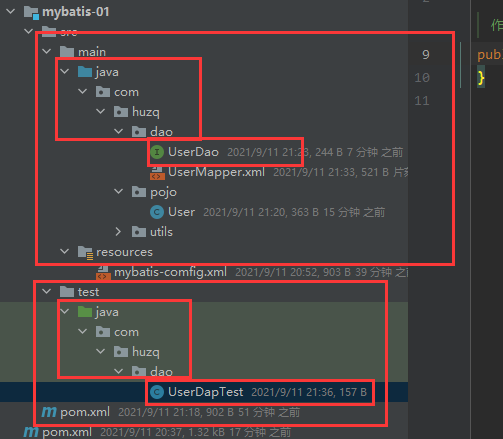 mybatis-01
src
main
java
com
huzq
dao
UserDao 2021/9/11 21:23, 244 B 7 分钟 之前
UserMapper.xml 2021/9/11 21:33, 521 B 片刻
pojo
User 2021/9/11 21:20, 363 B 15 分钟 之前
utils
resources
mybatis-comfig.xml 2021/9/11 20:52, 903 B 39 分钟 之
test
java
com
huzq
dao
UserDapTest 2021/9/11 21:36, 157 B
pom.xml 2021/9/11 21:18, 902 B 51 分钟 之前
pom.xml 2021/9/11 20:37, 1.32 kB 17 分钟 之前
作
9 pub
10 }
11